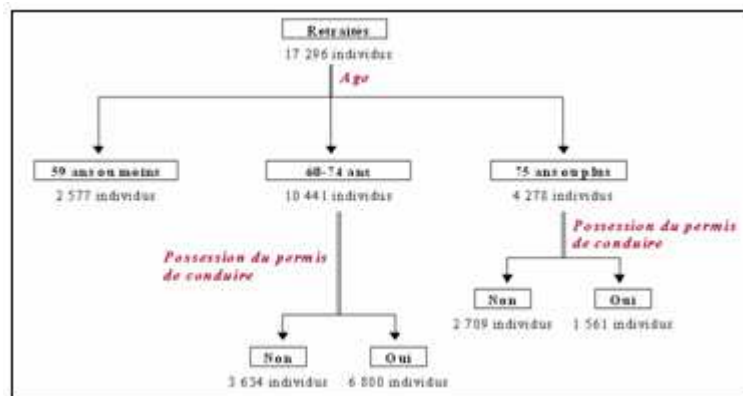 Retraités
17 296 individus
Age
59 ans ou moins
60-74 ans
75 ans ou plus
2 577 individus
10 441 individus
4 278 individus
Possession du permis
de conduire
Possession du permis
de conduire
Non
Oui
2 709 individus
1 561 individus
Non
Oui
3 634 individus
6 800 individus